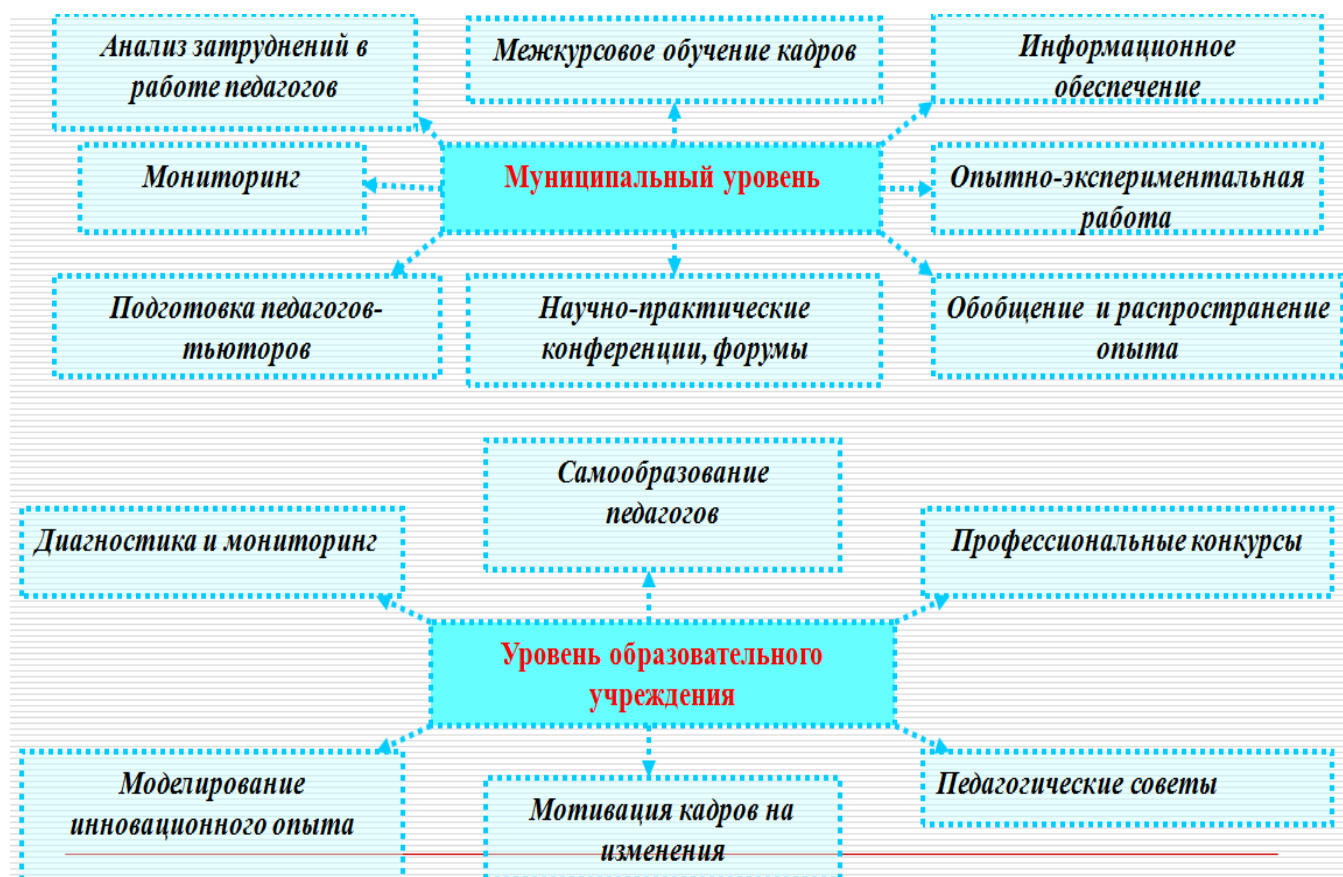 Анализ затруднений в
работе педагогов
Межкурсовое обучение кадров
Информационное
обеспечение
Мониторинг
Муниципальный уровень
Опытно-экспериментальная
работа
Подготовка педагогов-
тьюторов
Научно-практические
конференции, форумы
Обобщение и распространение
опыта
Самообразование
педагогов
Диагностика и мониторинг
Профессиональные конкурсы
Уровень образовательного
учреждения
Моделирование
инновационного опыта
Мотивация кадров на
изменения
Педагогические советы